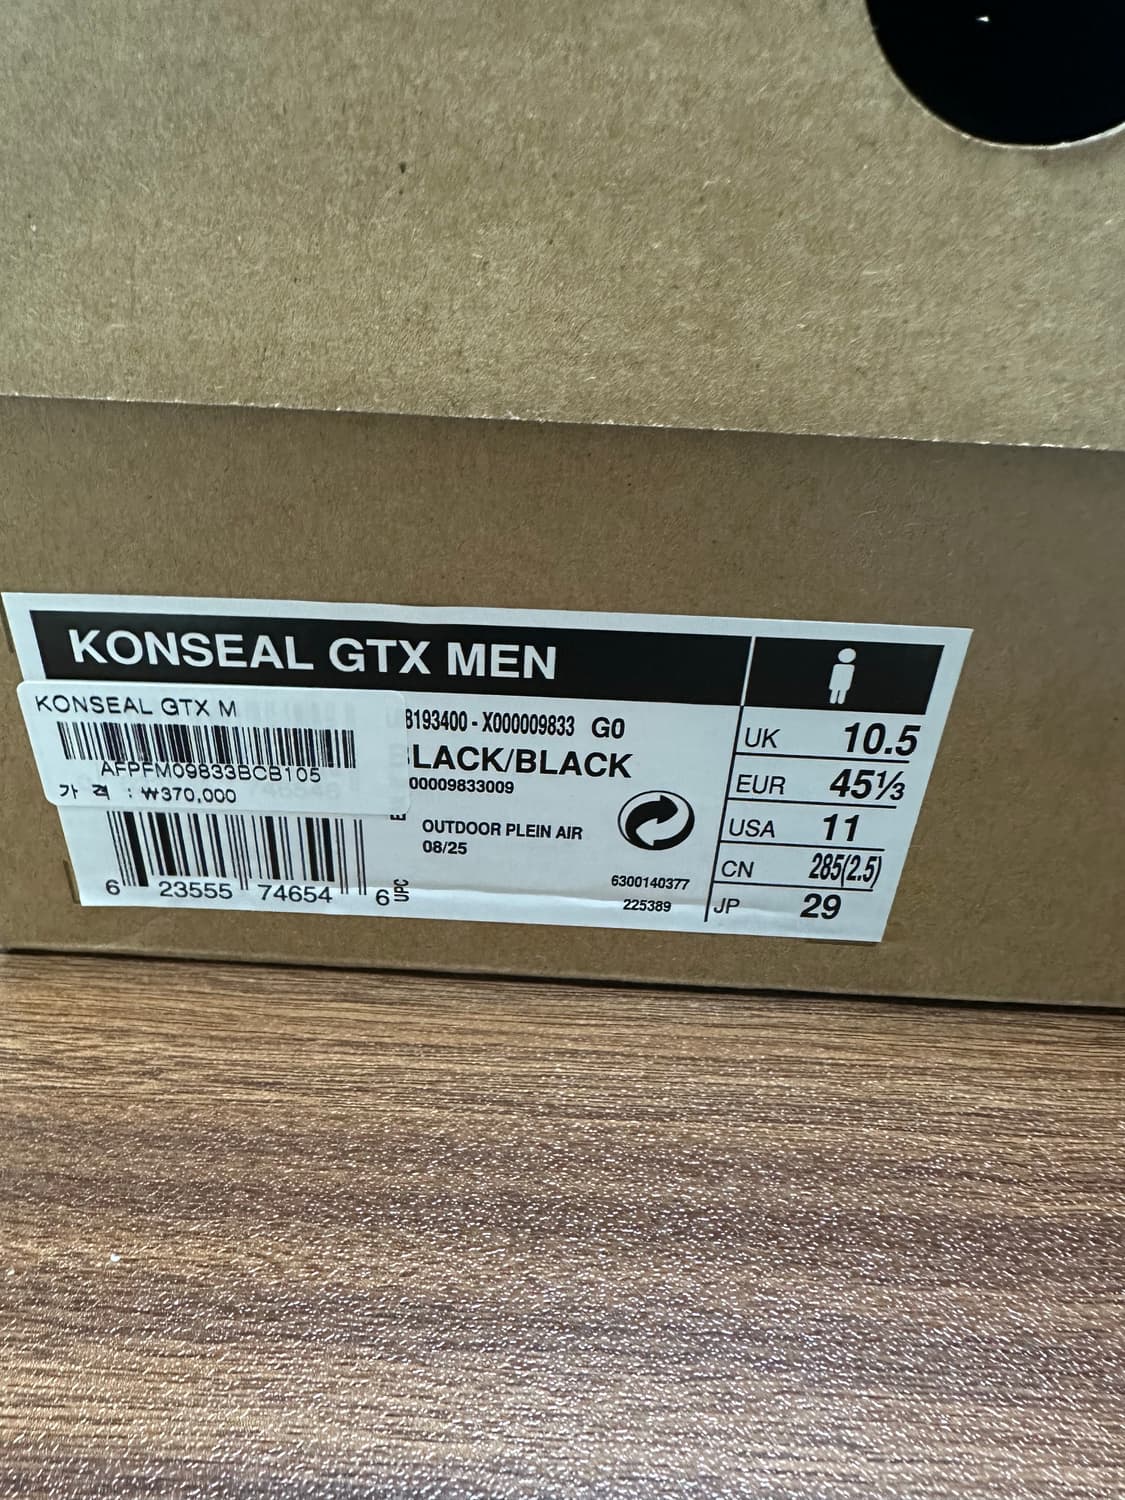 KONSEAL GTX MEN
KONSEAL GTX M
AFPFM09833BCB105
가 격 : ₩370,000
6 23555 74654 6
UPC
193400 - X000009833 G0
LACK/BLACK
00009833009
OUTDOOR PLEIN AIR
08/25
6300140377
225389
UK 10.5
EUR 45⅓
USA 11
CN 285(2.5)
JP 29